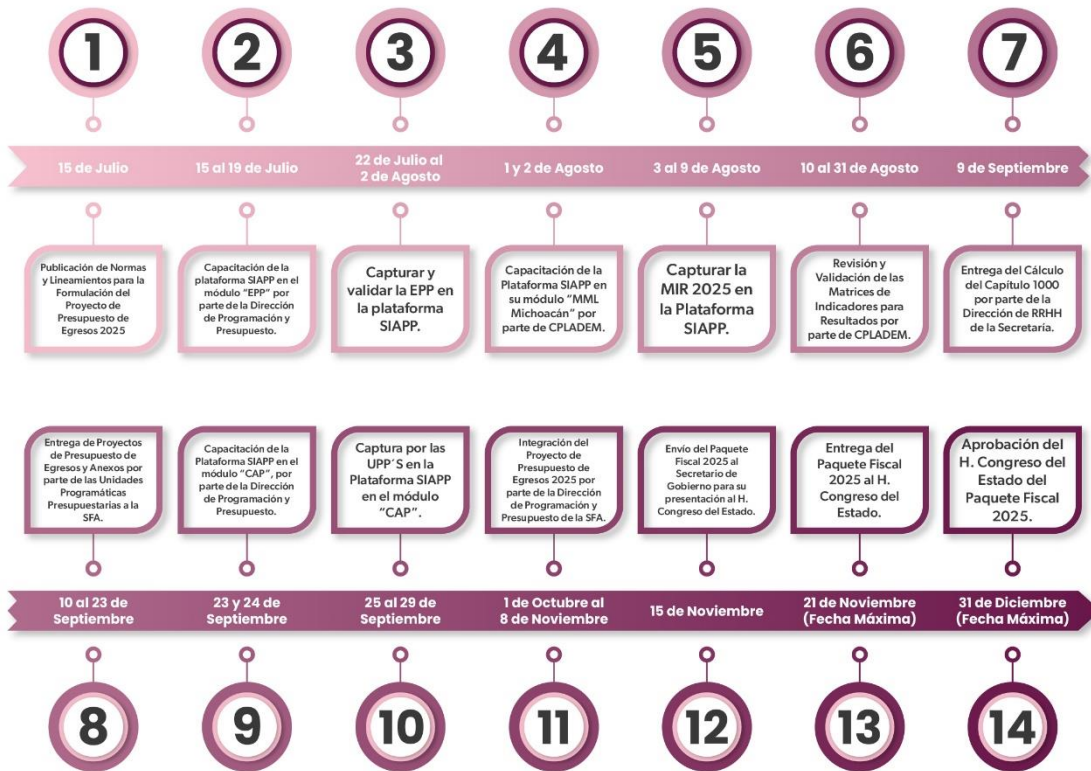 1
2
3
4
5
6
7
15 de Julio
15 al 19 de Julio
22 de Julio al
2 de Agosto
1 y 2 de Agosto
3 al 9 de Agosto
10 al 31 de Agosto
9 de Septiembre
Publicación de Normas
y Lineamientos para la
Formulación del
Proyecto de
Presupuesto de
Egresos 2025
Capacitación de la
plataforma SIAPP en el
módulo "EPP" por
parte de la Dirección
de Programación y
Presupuesto.
Capturar y
validar la EPP en
la plataforma
SIAPP.
Capacitación de la
Plataforma SIAPP en
su módulo "MML
Michoacán" por
parte de CPLADEM.
Capturar la
MIR 2025 en
la Plataforma
SIAPP.
Revisión y
Validación de las
Matrices de
Indicadores para
Resultados por
parte de CPLADEM.
Entrega del Cálculo
del Capítulo 1000
por parte de la
Dirección de RRHH
de la Secretaría.
Entrega de Proyectos
de Presupuesto de
Egresos y Anexos por
parte de las Unidades
Programáticas
Presupuestarias a la
SFA.
Capacitación de la
Plataforma SIAPP en el
módulo "CAP", por
parte de la Dirección
de Programación y
Presupuesto.
Captura por las
UPP´S en la
Plataforma SIAPP
en el módulo
"CAP".
Integración del
Proyecto de
Presupuesto de
Egresos 2025 por parte
de la Dirección de
Programación y
Presupuesto de la SFA.
Envío del Paquete
Fiscal 2025 al
Secretario de
Gobierno para su
presentación al H.
Congreso del Estado.
Entrega del
Paquete Fiscal
2025 al H.
Congreso del
Estado.
Aprobación del
H. Congreso del
Estado del
Paquete Fiscal
2025.
10 al 23 de
Septiembre
23 y 24 de
Septiembre
25 al 29 de
Septiembre
1 de Octubre al
8 de Noviembre
15 de Noviembre
21 de Noviembre
(Fecha Máxima)
31 de Diciembre
(Fecha Máxima)
8
9
10
11
12
13
14